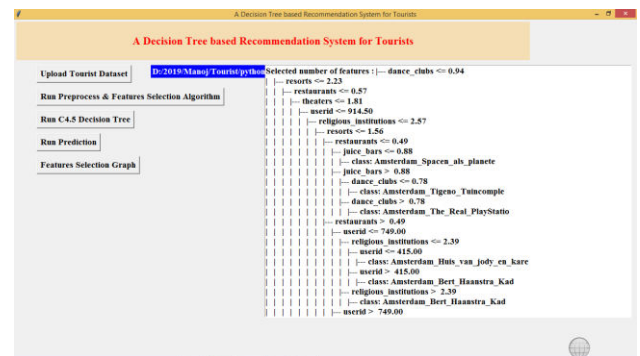 A Decision Tree based Recommendation System for Tourists
A Decision Tree based Recommendation System for Tourists
Upload Tourist Dataset
D:/2019/Manoj/Tourist/python
Run Preprocess & Features Selection Algorithm
Run C4.5 Decision Tree
Run Prediction
Features Selection Graph
Selected number of features : |--- dance_clubs <= 0.94
| |--- resorts <= 2.23
| | |--- restaurants <= 0.57
| | | |--- theaters <= 1.81
| | | | |--- userid <= 914.50
| | | | | |--- religious_institutions <= 2.57
| | | | | | |--- resorts <= 1.56
| | | | | | | |--- restaurants <= 0.49
| | | | | | | | |--- juice_bars <= 0.88
| | | | | | | | | |--- class: Amsterdam_Spacen_als_planete
| | | | | | | | |--- juice_bars > 0.88
| | | | | | | | | |--- dance_clubs <= 0.78
| | | | | | | | | | |--- class: Amsterdam_Tigeno_Tuincomple
| | | | | | | | | |--- dance_clubs > 0.78
| | | | | | | | | | |--- class: Amsterdam_The_Real_PlayStatio
| | | | | | | |--- restaurants > 0.49
| | | | | | | | |--- userid <= 749.00
| | | | | | | | | |--- religious_institutions <= 2.39
| | | | | | | | | | |--- userid <= 415.00
| | | | | | | | | | | |--- class: Amsterdam_Huis_van_jody_en_kare
| | | | | | | | | | |--- userid > 415.00
| | | | | | | | | | | |--- class: Amsterdam_Bert_Haanstra_Kad
| | | | | | | | | |--- religious_institutions > 2.39
| | | | | | | | | | |--- class: Amsterdam_Bert_Haanstra_Kad
| | | | | | | | |--- userid > 749.00